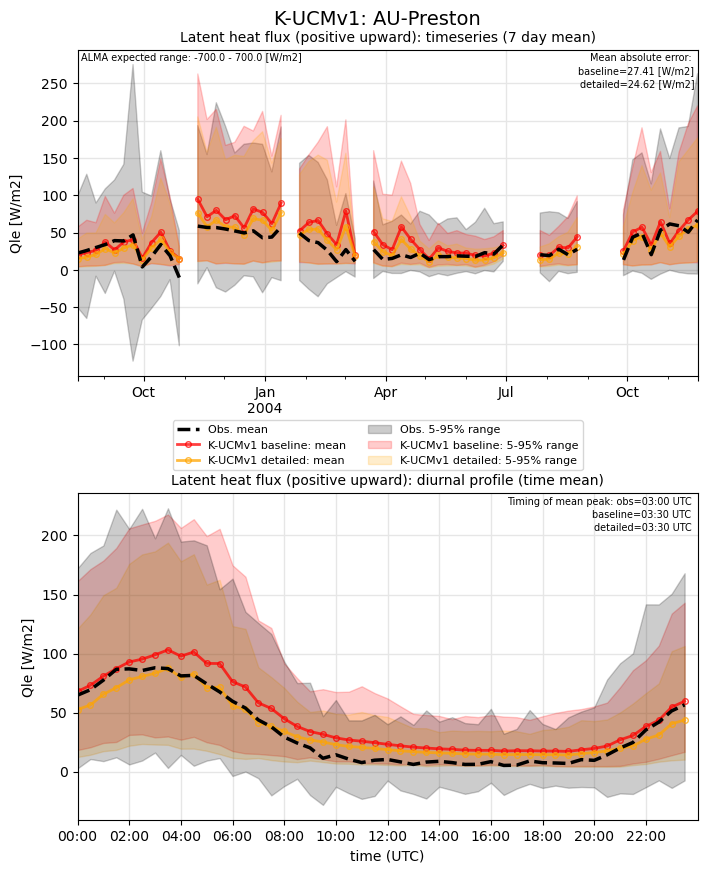 K-UCMv1: AU-Preston
Latent heat flux (positive upward): timeseries (7 day mean)
ALMA expected range: -700.0 - 700.0 [W/m2]
Mean absolute error:
baseline=27.41 [W/m2]
detailed=24.62 [W/m2]
Qle [W/m2]
250
200
150
100
50
0
−50
−100
Oct
Jan
2004
Apr
Jul
Oct
Obs. mean
K-UCMv1 baseline: mean
K-UCMv1 detailed: mean
Obs. 5-95% range
K-UCMv1 baseline: 5-95% range
K-UCMv1 detailed: 5-95% range
Latent heat flux (positive upward): diurnal profile (time mean)
Timing of mean peak: obs=03:00 UTC
baseline=03:30 UTC
detailed=03:30 UTC
Qle [W/m2]
200
150
100
50
0
00:00 02:00 04:00 06:00 08:00 10:00 12:00 14:00 16:00 18:00 20:00 22:00
time (UTC)